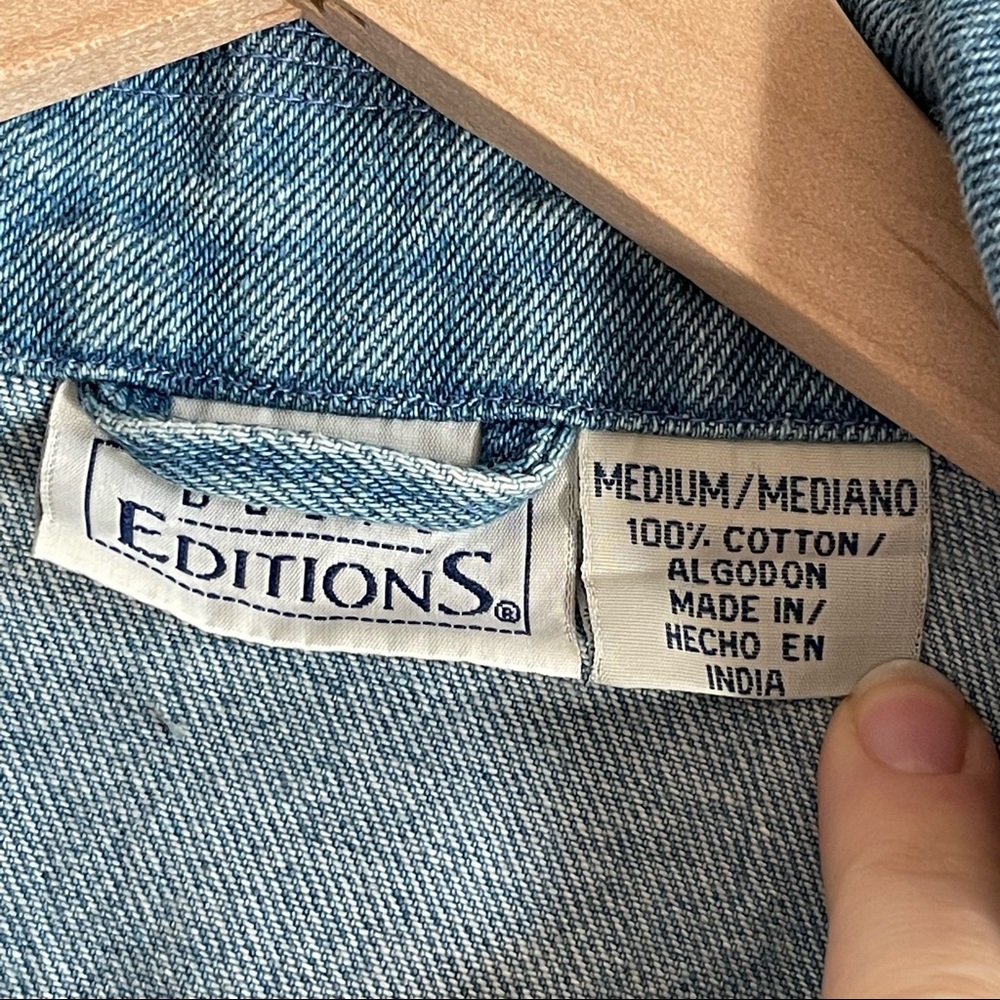 EDITIONS®
MEDIUM/MEDIANO
100% COTTON/
ALGODON
MADE IN/
HECHO EN
INDIA